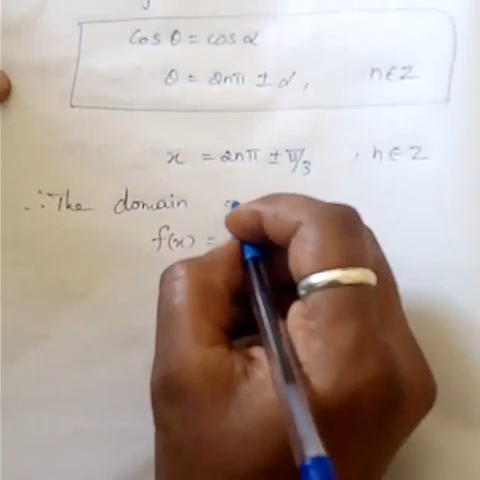 cos θ = cos α
θ = 2nπ ± α, n∈Z
x = 2nπ ± π/3 , n∈Z
∴ The domain
f(x) =